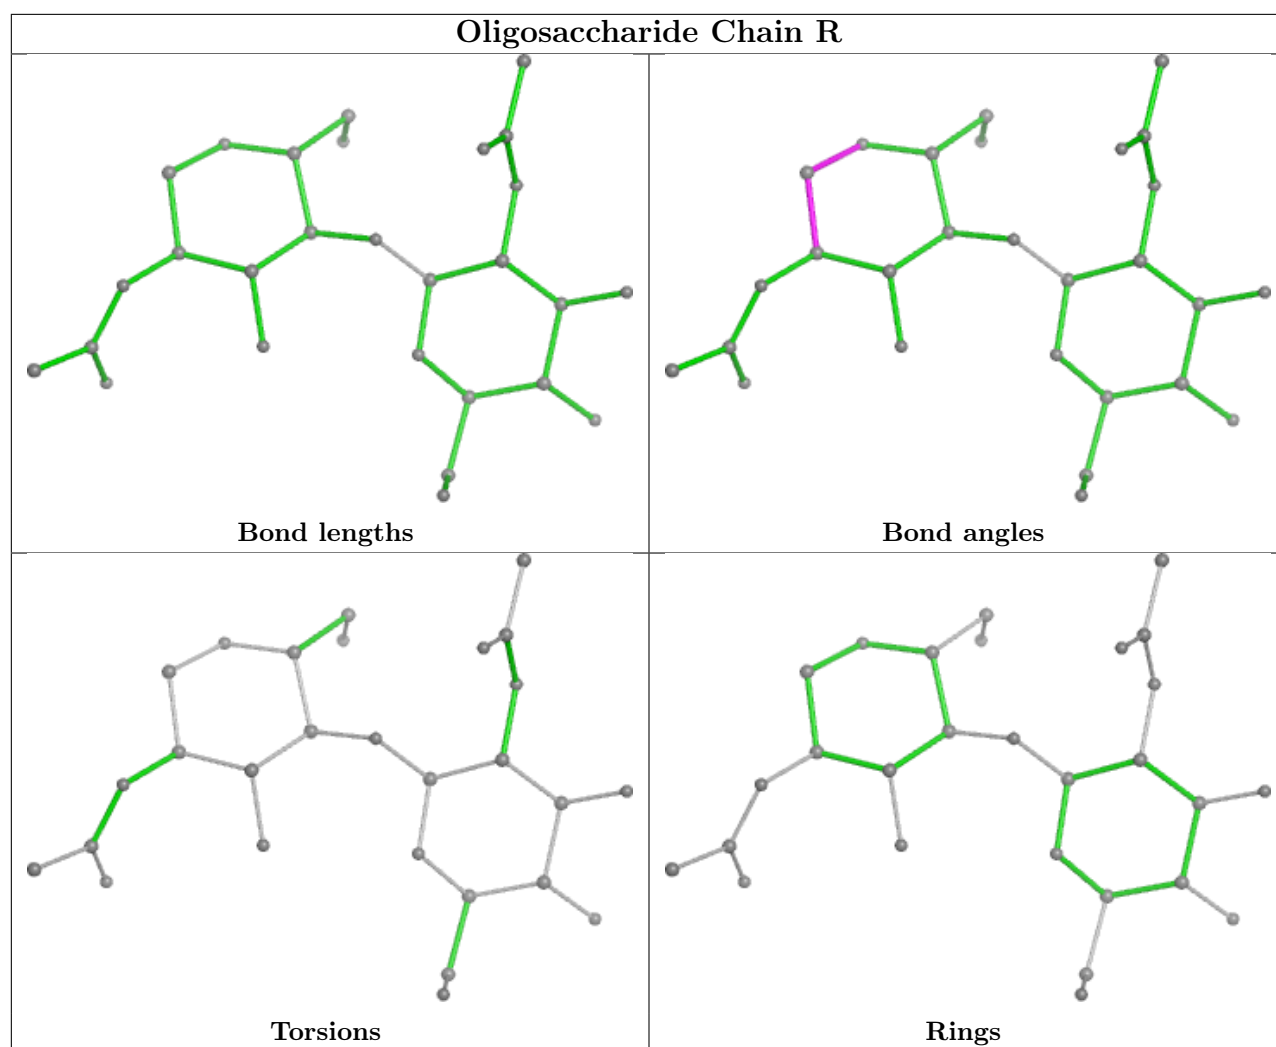 Oligosaccharide Chain R
Bond lengths
Bond angles
Torsions
Rings